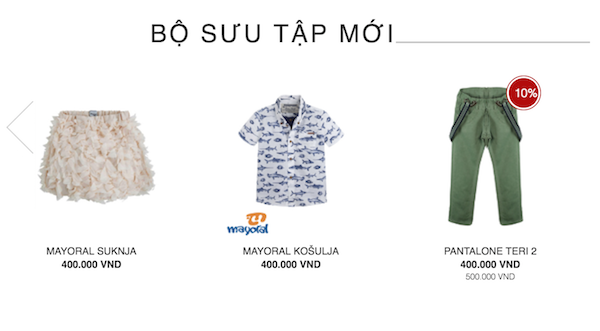 BỘ SƯU TẬP MỚI
10%
mayoral
MAYORAL SUKNJA
400.000 VND
MAYORAL KOŠULJA
400.000 VND
PANTALONE TERI 2
400.000 VND
500.000 VND